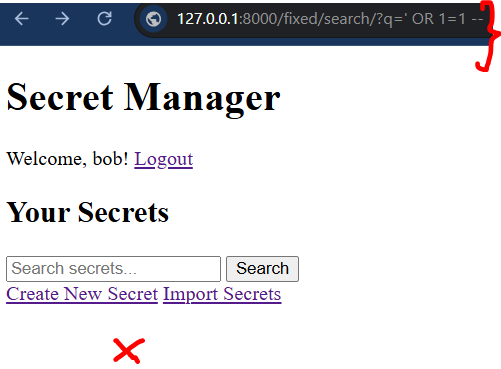 127.0.0.1:8000/fixed/search/?q=' OR 1=1 --
Secret Manager
Welcome, bob! Logout
Your Secrets
Search secrets... Search
Create New Secret Import Secrets